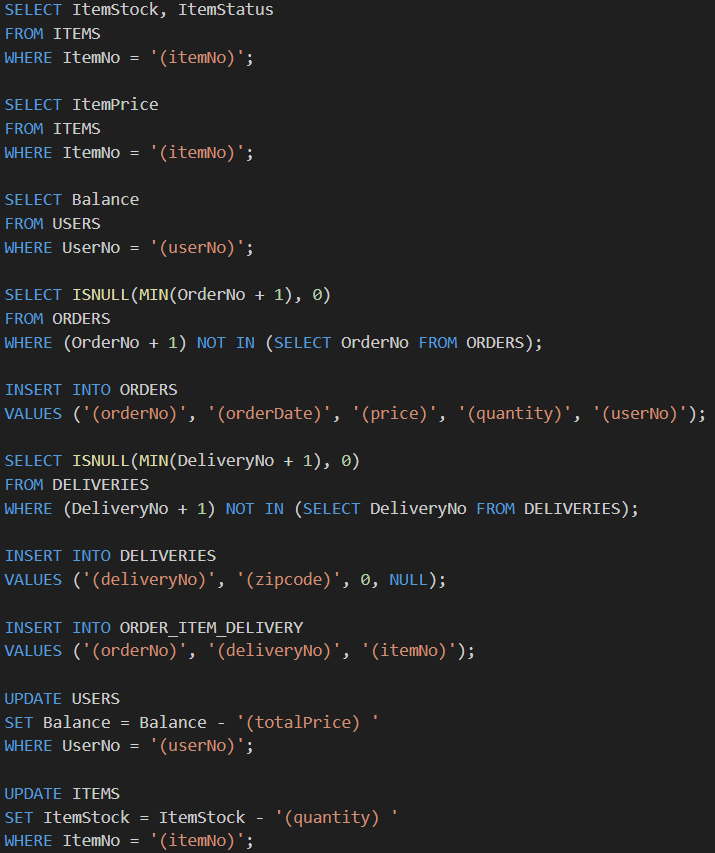 SELECT ItemStock, ItemStatus
FROM ITEMS
WHERE ItemNo = '(itemNo)';

SELECT ItemPrice
FROM ITEMS
WHERE ItemNo = '(itemNo)';

SELECT Balance
FROM USERS
WHERE UserNo = '(userNo)';

SELECT ISNULL(MIN(OrderNo + 1), 0)
FROM ORDERS
WHERE (OrderNo + 1) NOT IN (SELECT OrderNo FROM ORDERS);

INSERT INTO ORDERS
VALUES ('(orderNo)', '(orderDate)', '(price)', '(quantity)', '(userNo)');

SELECT ISNULL(MIN(DeliveryNo + 1), 0)
FROM DELIVERIES
WHERE (DeliveryNo + 1) NOT IN (SELECT DeliveryNo FROM DELIVERIES);

INSERT INTO DELIVERIES
VALUES ('(deliveryNo)', '(zipcode)', 0, NULL);

INSERT INTO ORDER_ITEM_DELIVERY
VALUES ('(orderNo)', '(deliveryNo)', '(itemNo)');

UPDATE USERS
SET Balance = Balance - '(totalPrice) '
WHERE UserNo = '(userNo)';

UPDATE ITEMS
SET ItemStock = ItemStock - '(quantity) '
WHERE ItemNo = '(itemNo)';